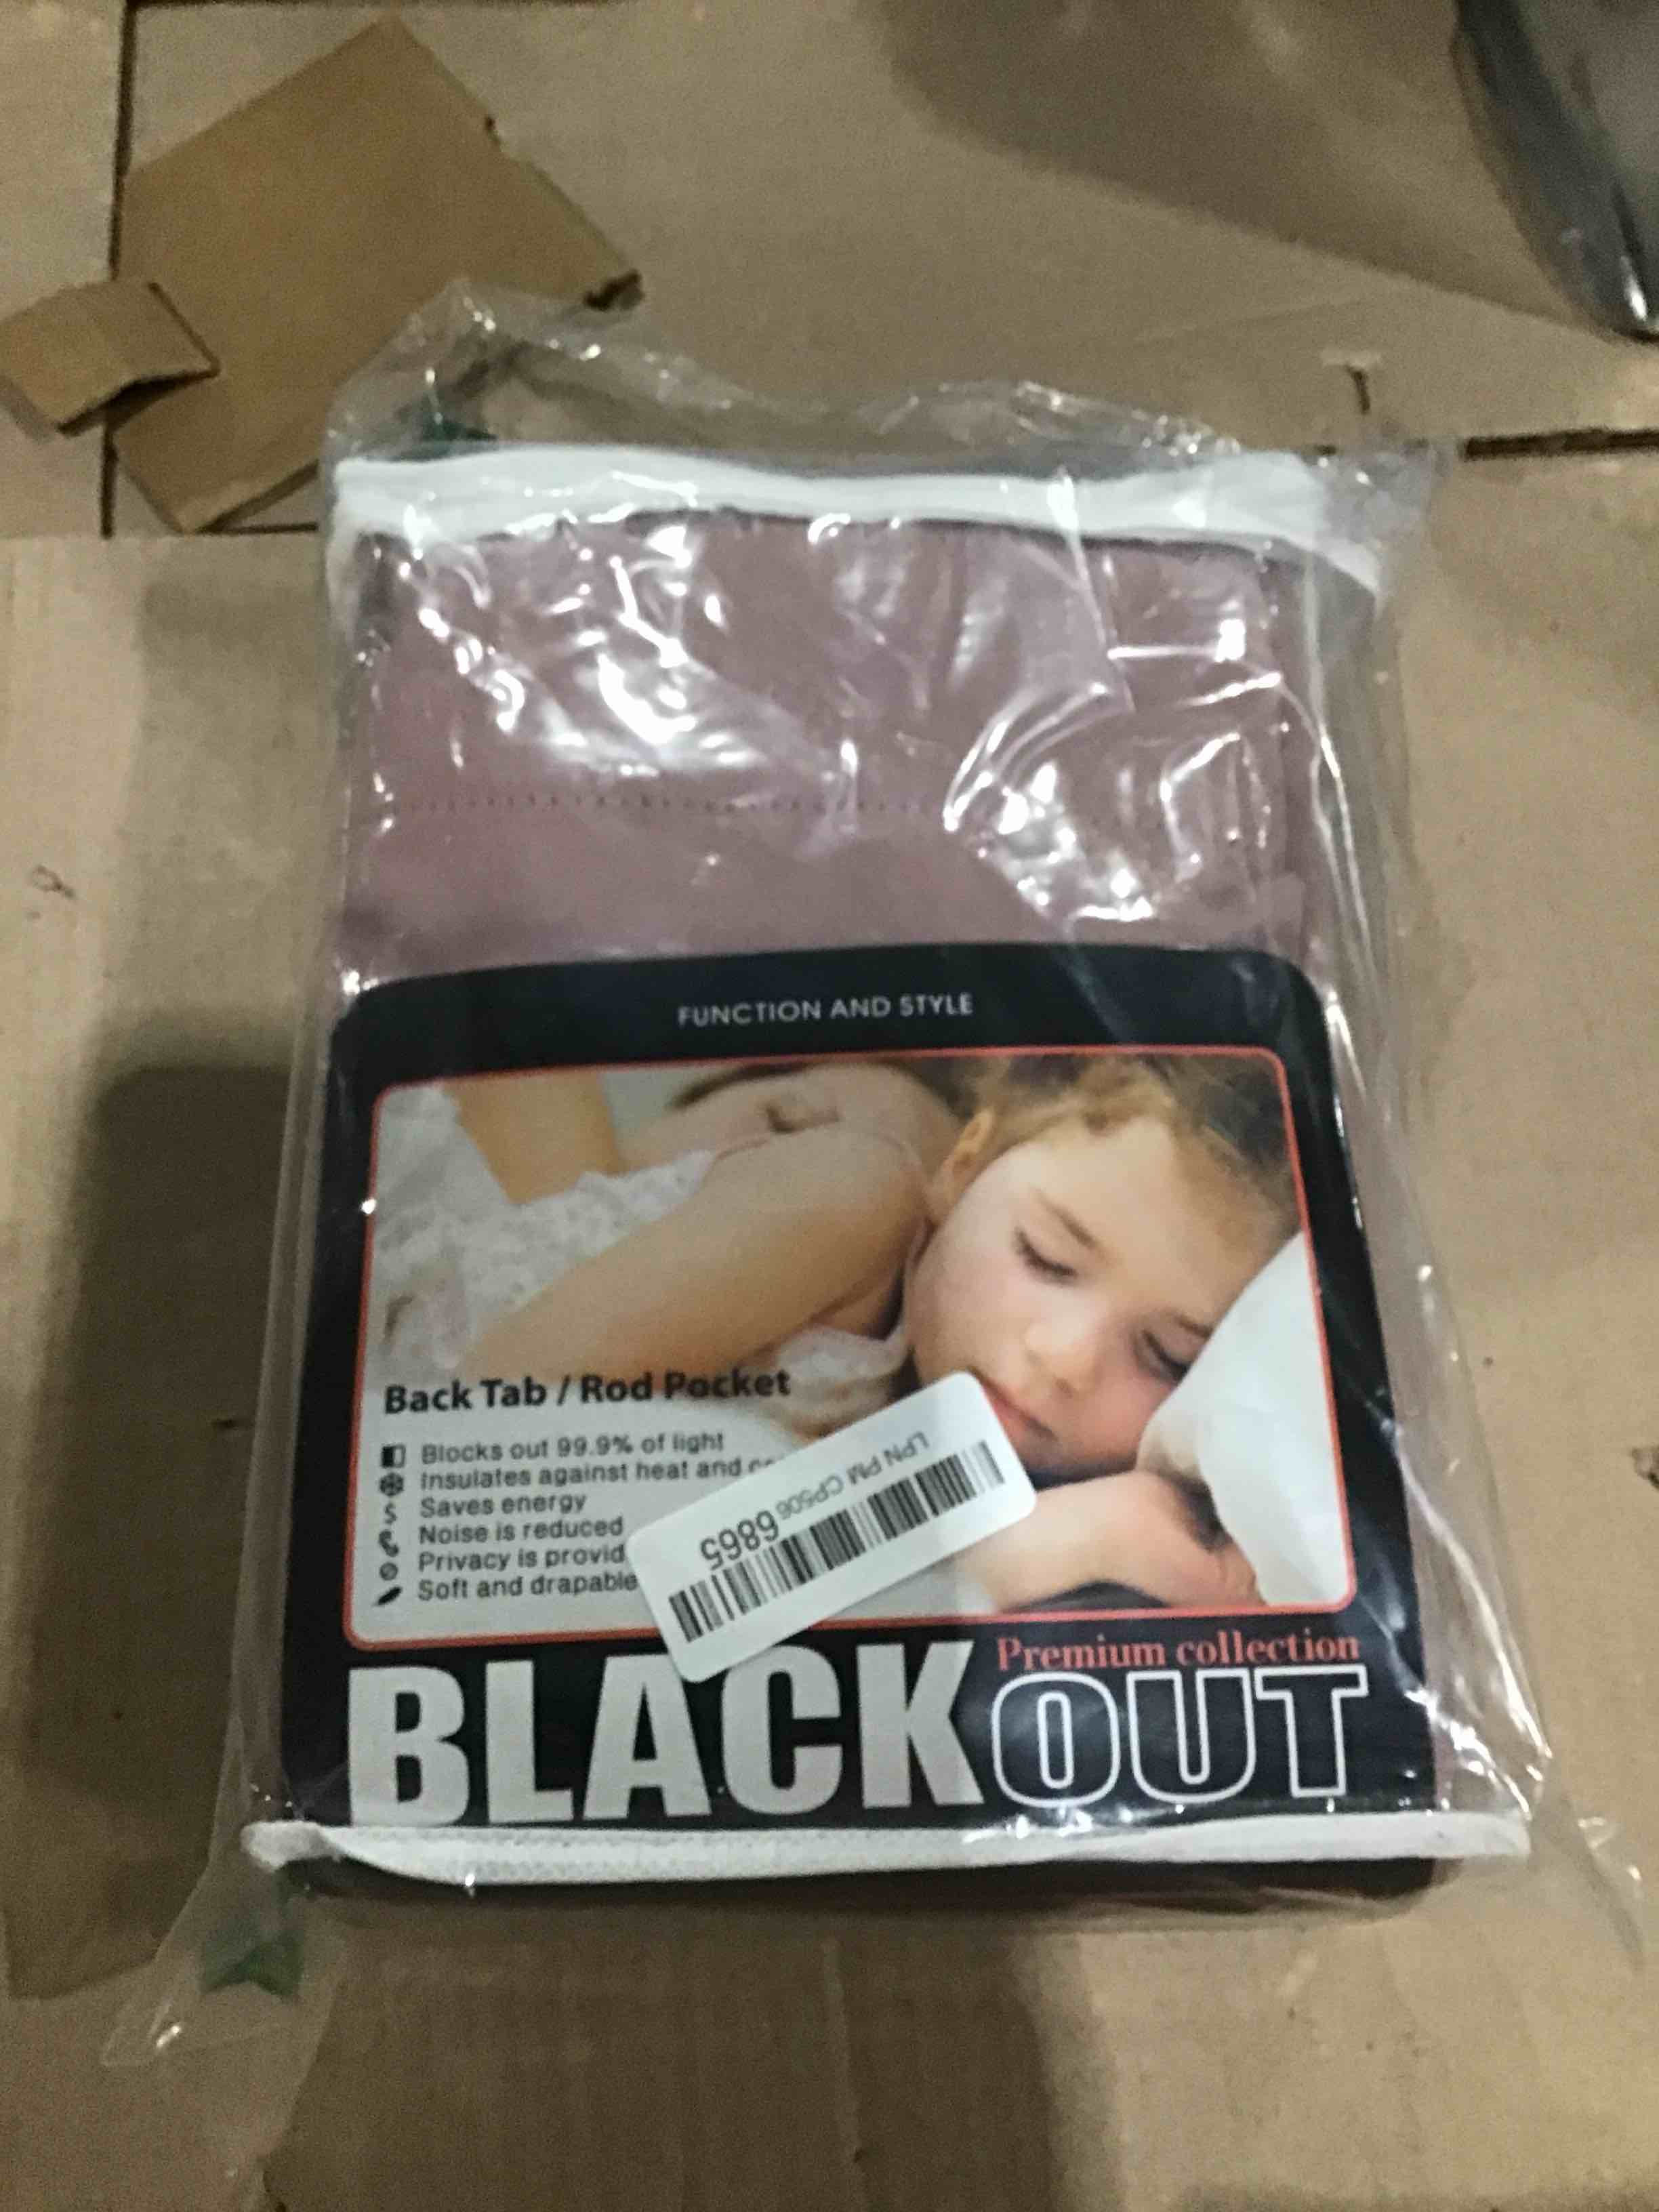 FUNCTION AND STYLE
Back Tab / Rod Pocket
Blocks out 99.9% of light
Insulates against heat and
$ Saves energy
Noise is reduced
Privacy is provid
Soft and drapable
LPN PM CP506 6865
Premium collection
BLACKOUT